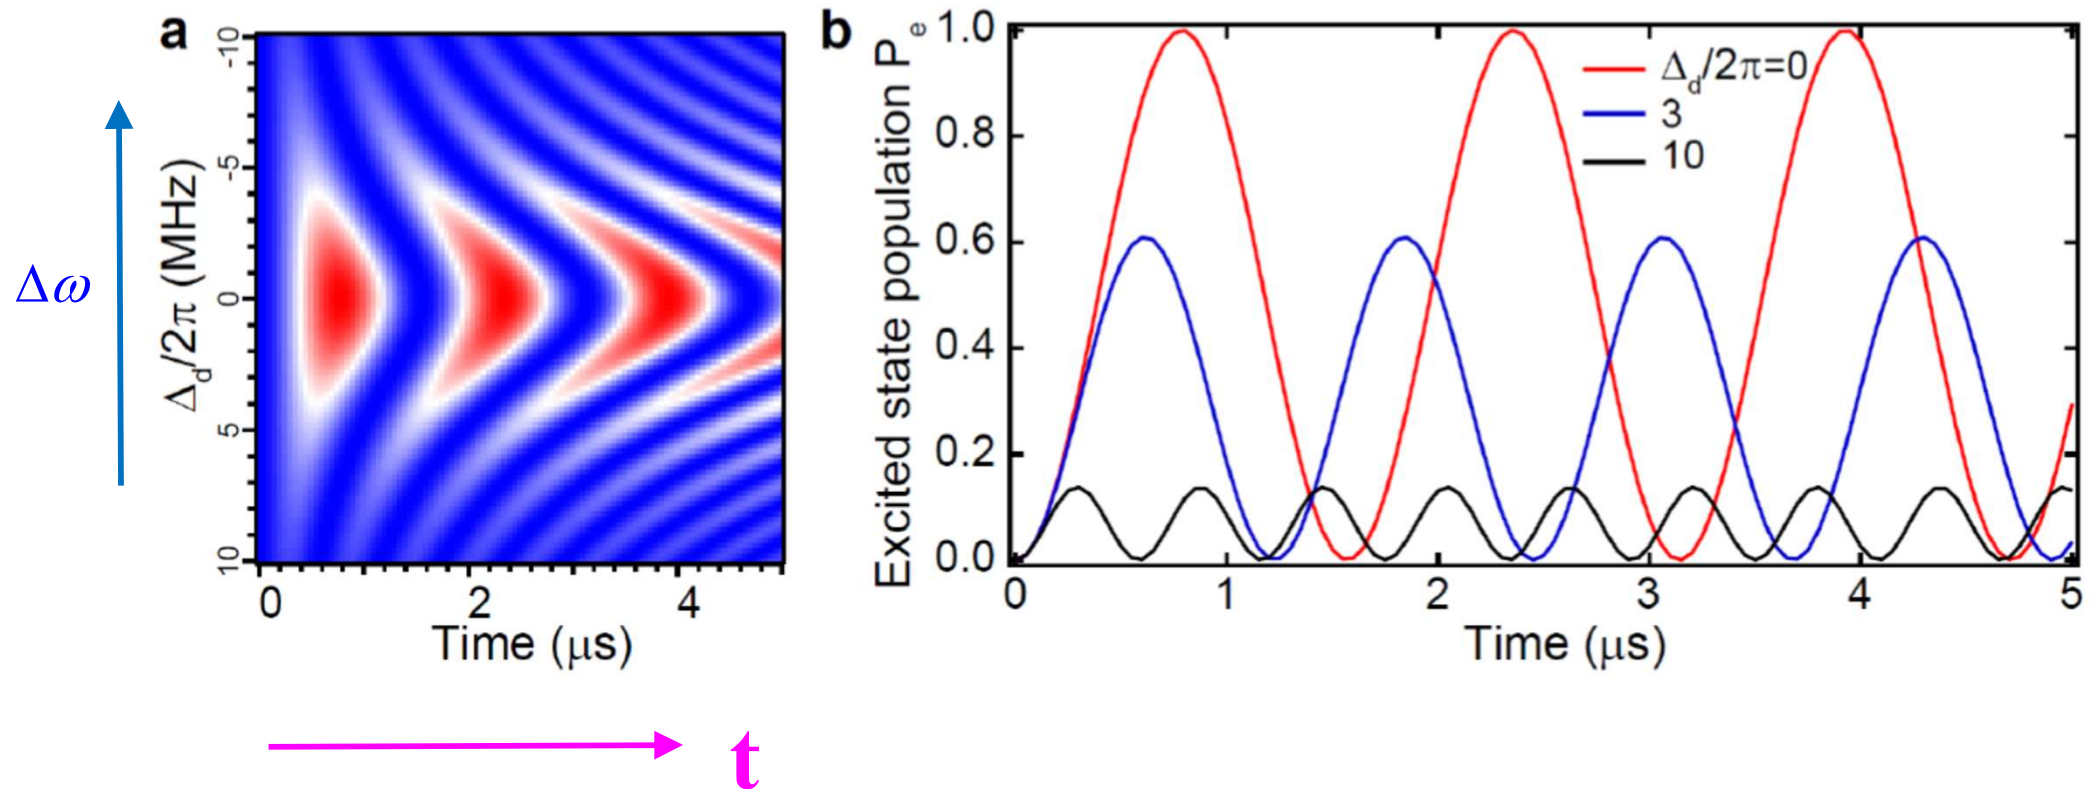 a
-10
-5
0
5
10
Δd/2π (MHz)
Δω
0 2 4
Time (μs)
t
b
Excited state population Pe
1.0
0.8
0.6
0.4
0.2
0.0
Δd/2π=0
3
10
0 1 2 3 4 5
Time (μs)